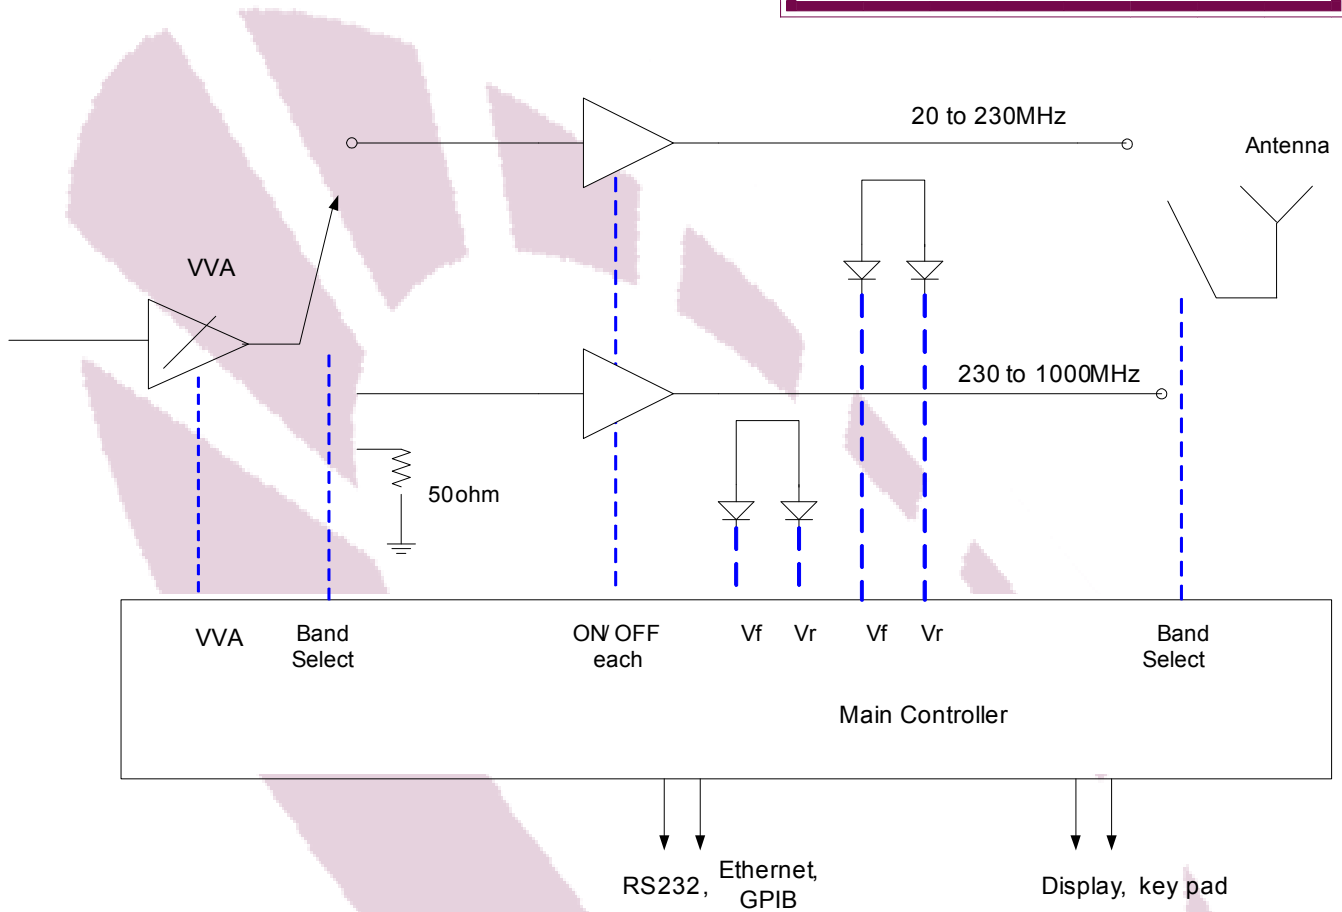 20 to 230MHz
Antenna
VVA
230 to 1000MHz
50ohm
VVA
Band
Select
ON/OFF
each
Vf
Vr
Vf
Vr
Band
Select
Main Controller
RS232,
Ethernet,
GPIB
Display, key pad